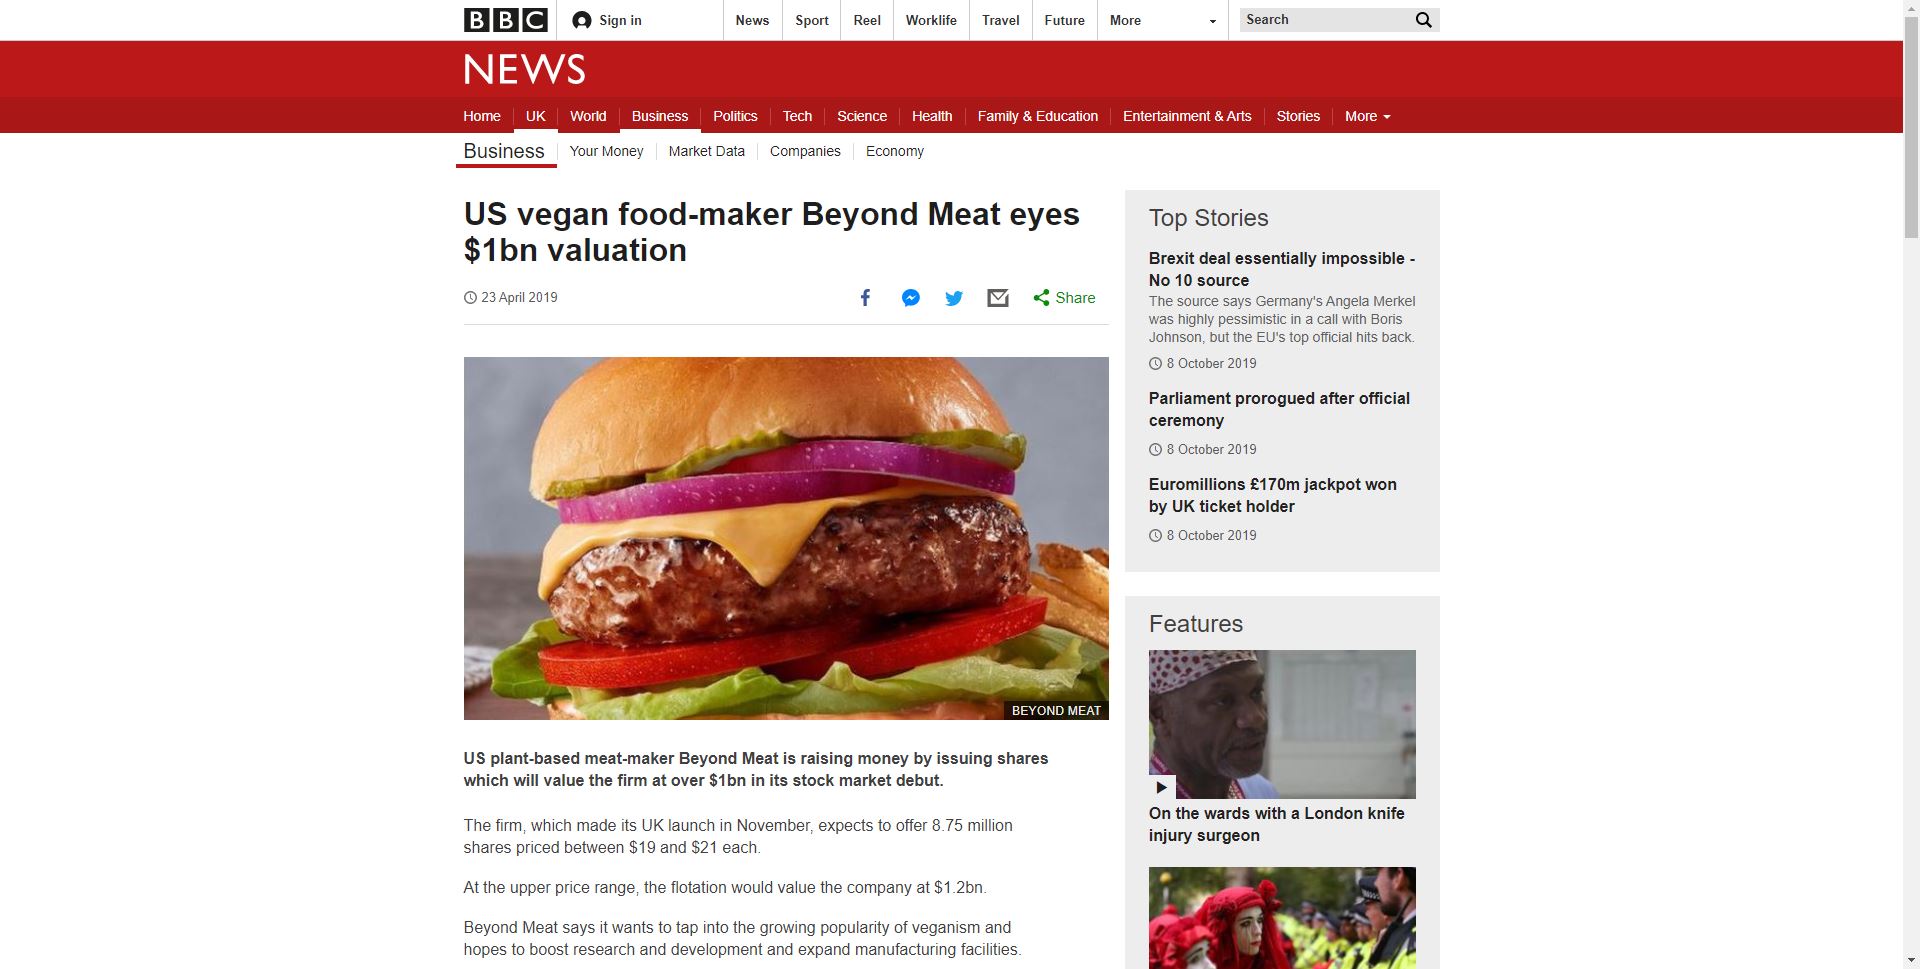 BBC
Sign in
News
Sport
Reel
Worklife
Travel
Future
More
Search
NEWS
Home
UK
World
Business
Politics
Tech
Science
Health
Family & Education
Entertainment & Arts
Stories
More
Business
Your Money
Market Data
Companies
Economy
US vegan food-maker Beyond Meat eyes
$1bn valuation
23 April 2019
Share
BEYOND MEAT
US plant-based meat-maker Beyond Meat is raising money by issuing shares
which will value the firm at over $1bn in its stock market debut.
The firm, which made its UK launch in November, expects to offer 8.75 million
shares priced between $19 and $21 each.
At the upper price range, the flotation would value the company at $1.2bn.
Beyond Meat says it wants to tap into the growing popularity of veganism and
hopes to boost research and development and expand manufacturing facilities.
Top Stories
Brexit deal essentially impossible -
No 10 source
The source says Germany's Angela Merkel
was highly pessimistic in a call with Boris
Johnson, but the EU's top official hits back.
8 October 2019
Parliament prorogued after official
ceremony
8 October 2019
Euromillions £170m jackpot won
by UK ticket holder
8 October 2019
Features
On the wards with a London knife
injury surgeon